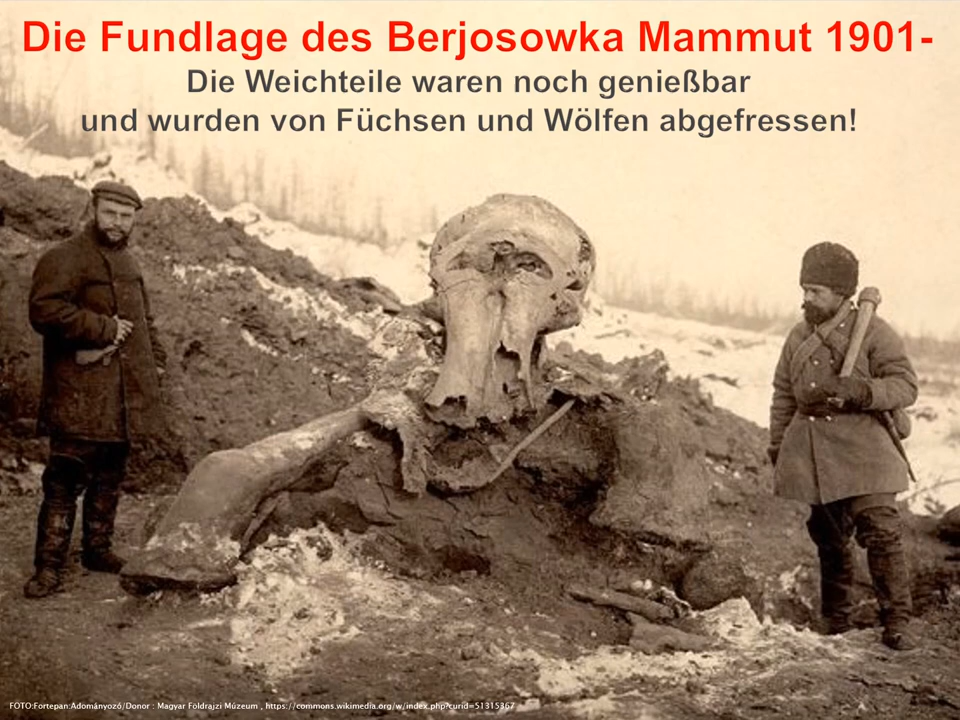 Die Fundlage des Berjosowka Mammut 1901-
Die Weichteile waren noch genießbar
und wurden von Füchsen und Wölfen abgefressen!
FOTO:Fortepan:Adományozó/Donor : Magyar Földrajzi Múzeum , https://commons.wikimedia.org/w/index.php?curid=51315367